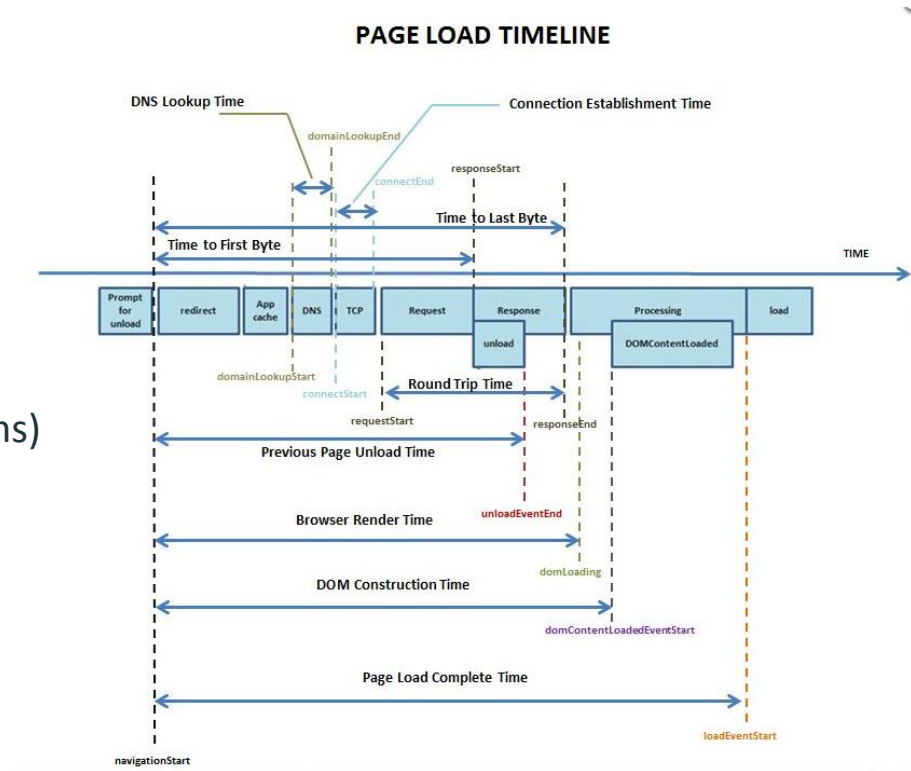 PAGE LOAD TIMELINE
DNS Lookup Time
Connection Establishment Time
domainLookupEnd
responseStart
connectEnd
Time to Last Byte
Time to First Byte
TIME
Prompt
for
unload
redirect
App
cache
DNS
TCP
Request
Response
Processing
load
unload
DOMContentLoaded
domainLookupStart
connectStart
Round Trip Time
requestStart
responseEnd
ns)
Previous Page Unload Time
unloadEventEnd
Browser Render Time
domLoading
DOM Construction Time
domContentLoadedEventStart
Page Load Complete Time
loadEventStart
navigationStart